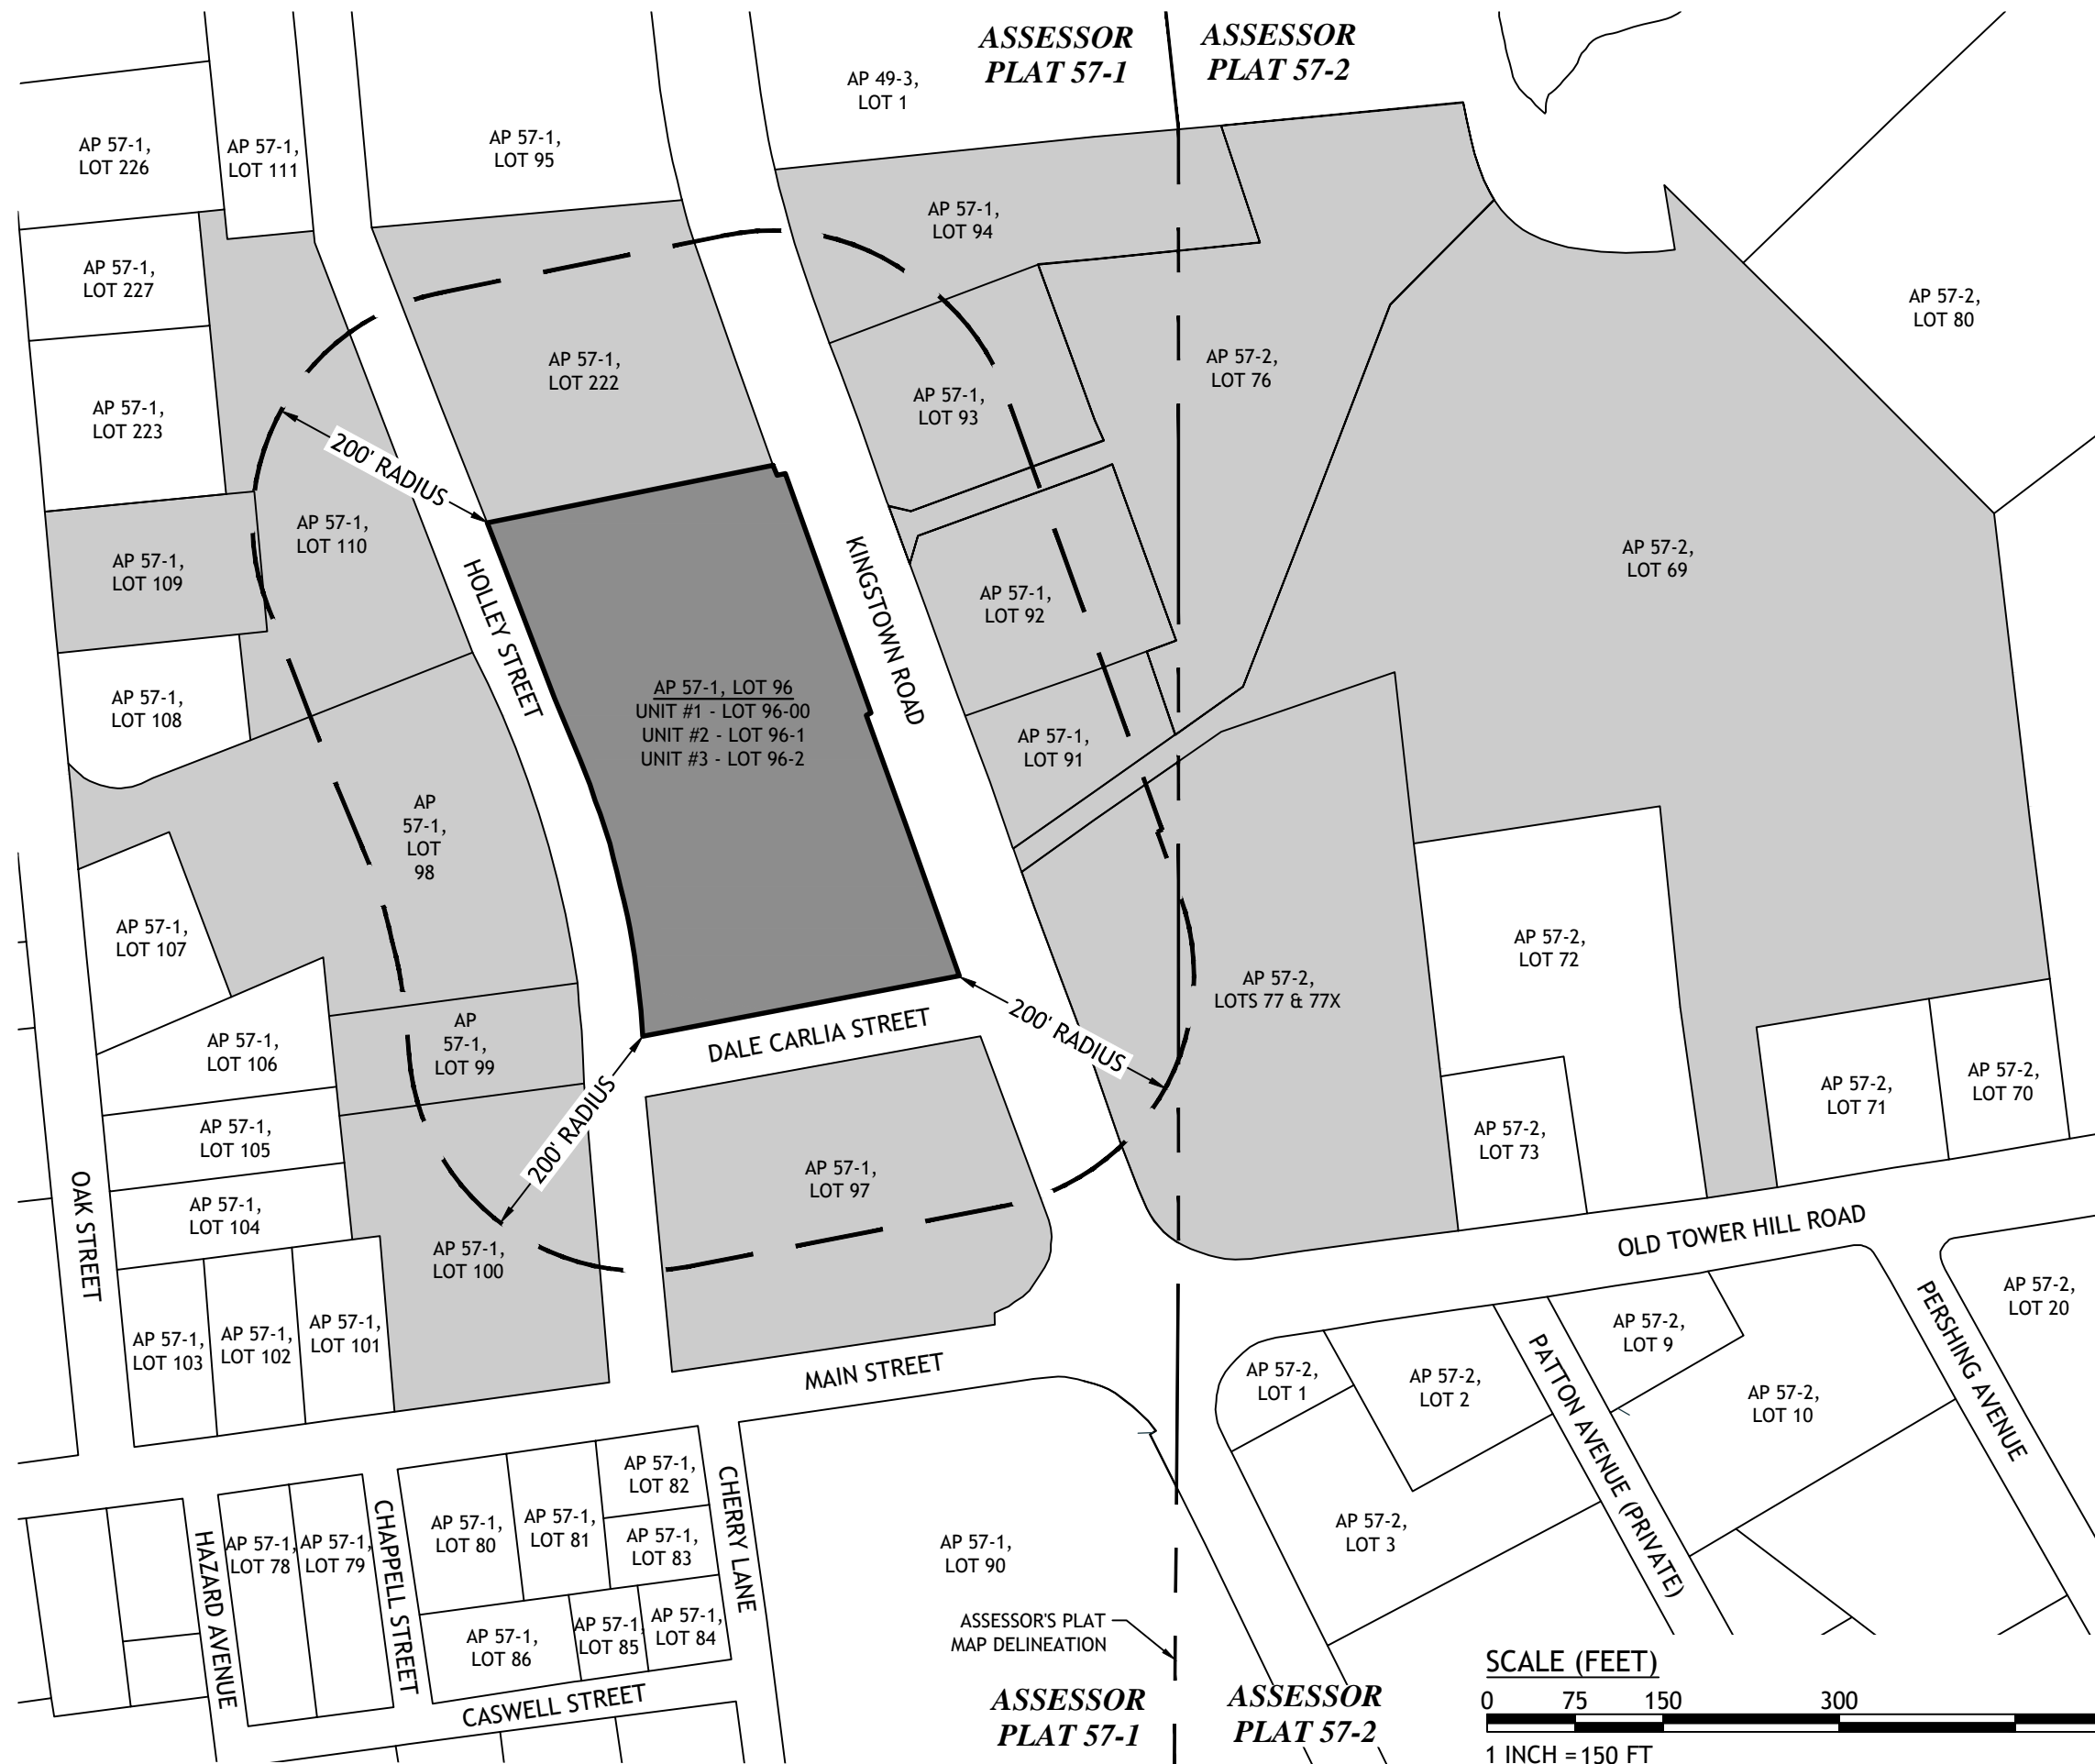 ASSESSOR
PLAT 57-1
ASSESSOR
PLAT 57-2
AP 49-3,
LOT 1
AP 57-1,
LOT 226
AP 57-1,
LOT 111
AP 57-1,
LOT 95
AP 57-1,
LOT 94
AP 57-1,
LOT 227
AP 57-2,
LOT 80
AP 57-1,
LOT 222
AP 57-2,
LOT 76
AP 57-1,
LOT 93
AP 57-1,
LOT 223
200' RADIUS
AP 57-1,
LOT 110
AP 57-1,
LOT 109
AP 57-2,
LOT 69
HOLLEY STREET
KINGSTOWN ROAD
AP 57-1,
LOT 92
AP 57-1,
LOT 108
AP 57-1, LOT 96
UNIT #1 - LOT 96-00
UNIT #2 - LOT 96-1
UNIT #3 - LOT 96-2
AP 57-1,
LOT 91
AP
57-1,
LOT
98
AP 57-1,
LOT 107
AP 57-2,
LOT 72
AP 57-2,
LOTS 77 & 77X
AP 57-1,
LOT 106
AP
57-1,
LOT 99
DALE CARLIA STREET
200' RADIUS
AP 57-2,
LOT 71
AP 57-2,
LOT 70
AP 57-1,
LOT 105
200' RADIUS
AP 57-2,
LOT 73
AP 57-1,
LOT 97
OAK STREET
AP 57-1,
LOT 104
AP 57-1,
LOT 100
OLD TOWER HILL ROAD
AP 57-1,
LOT 103
AP 57-1,
LOT 102
AP 57-1,
LOT 101
AP 57-2,
LOT 20
PERSHING AVENUE
AP 57-2,
LOT 9
MAIN STREET
AP 57-2,
LOT 1
AP 57-2,
LOT 2
PATTON AVENUE (PRIVATE)
AP 57-2,
LOT 10
AP 57-1,
LOT 82
CHERRY LANE
AP 57-1,
LOT 80
AP 57-1,
LOT 81
AP 57-1,
LOT 83
AP 57-2,
LOT 3
HAZARD AVENUE
AP 57-1,
LOT 78
AP 57-1,
LOT 79
CHAPPELL STREET
AP 57-1,
LOT 90
AP 57-1,
LOT 86
AP 57-1,
LOT 85
AP 57-1,
LOT 84
ASSESSOR'S PLAT
MAP DELINEATION
CASWELL STREET
ASSESSOR
PLAT 57-1
ASSESSOR
PLAT 57-2
SCALE (FEET)
0 75 150 300
1 INCH = 150 FT